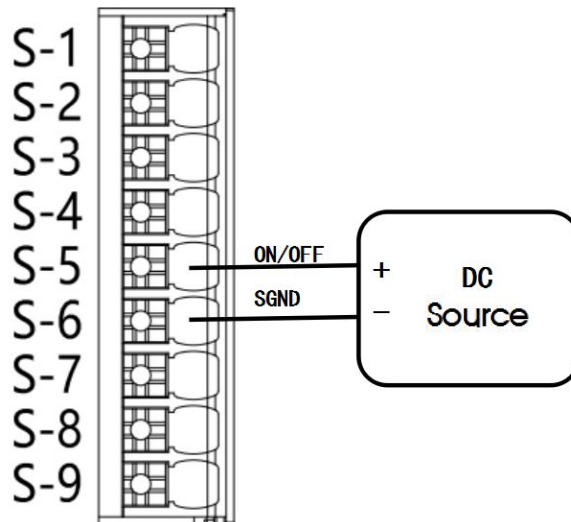 S-1
S-2
S-3
S-4
S-5
S-6
S-7
S-8
S-9
ON/OFF
SGND
+
−
DC
Source